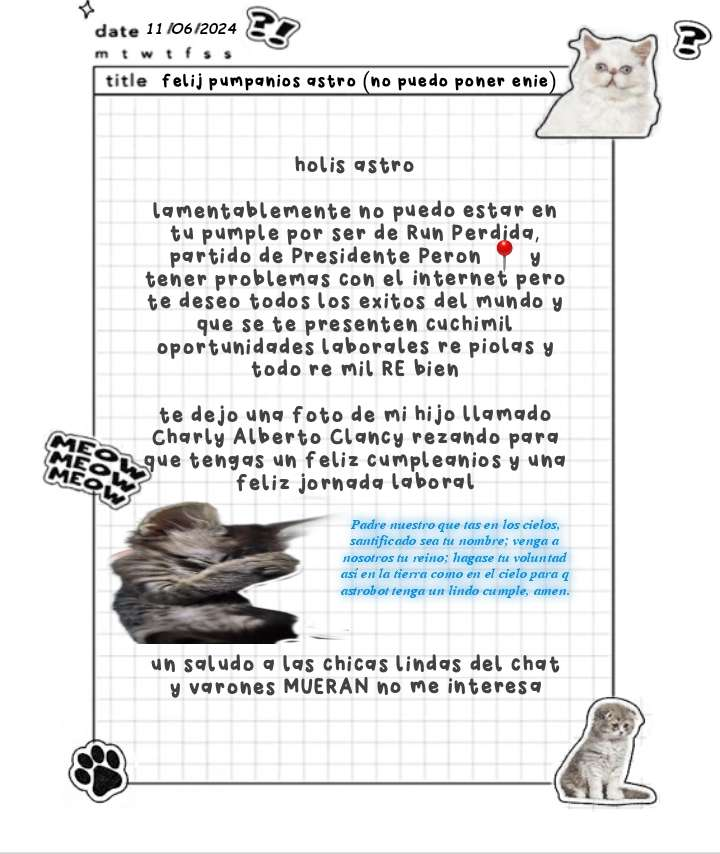 date 11/06/2024 ?!
?
m t w t f s s
title felij pumpanios astro (no puedo poner enie)
holis astro
lamentablemente no puedo estar en
tu pumple por ser de Run Perdida,
partido de Presidente Peron 📍 y
tener problemas con el internet pero
te deseo todos los exitos del mundo y
que se te presenten cuchimil
oportunidades laborales re piolas y
todo re mil RE bien
te dejo una foto de mi hijo llamado
Charly Alberto Clancy rezando para
que tengas un feliz cumpleanios y una
feliz jornada laboral
MEOW
MEOW
MEOW
Padre nuestro que tas en los cielos,
santificado sea tu nombre; venga a
nosotros tu reino; hagase tu voluntad
asi en la tierra como en el cielo para q
astrobot tenga un lindo cumple, amen.
un saludo a las chicas lindas del chat
y varones MUERAN no me interesa